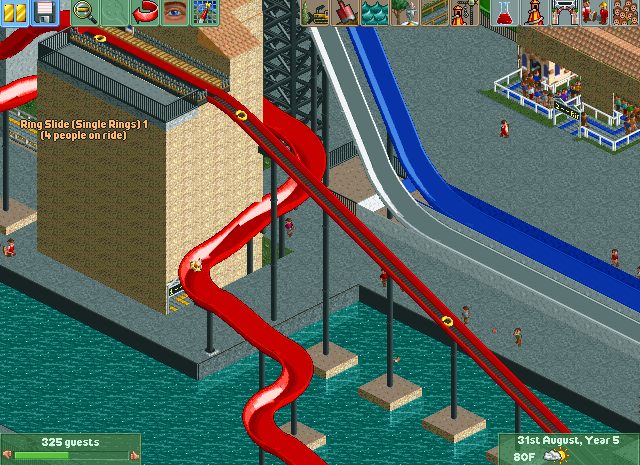 Ring Slide (Single Rings) 1
(4 people on ride)
325 guests
31st August, Year 5
80F